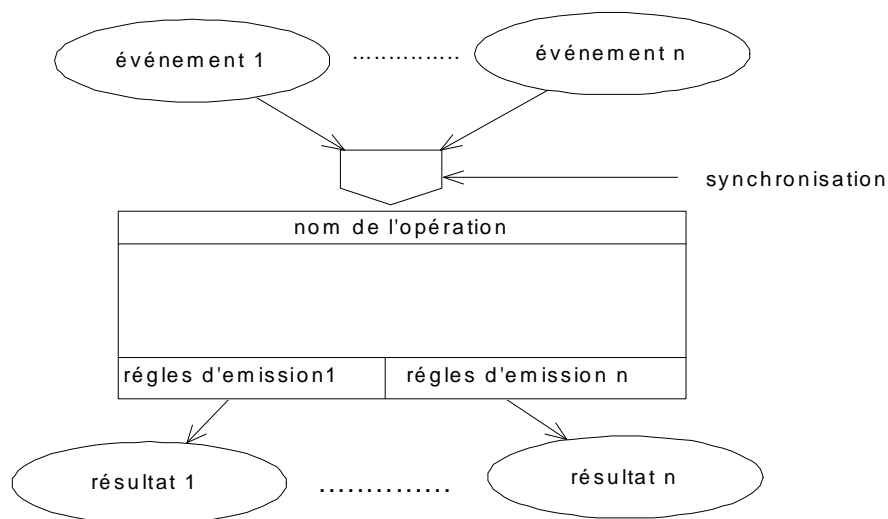 événement 1 ............... événement n
synchronisation
nom de l'opération
régles d'emission1 régles d'emission n
résultat 1 .............. résultat n